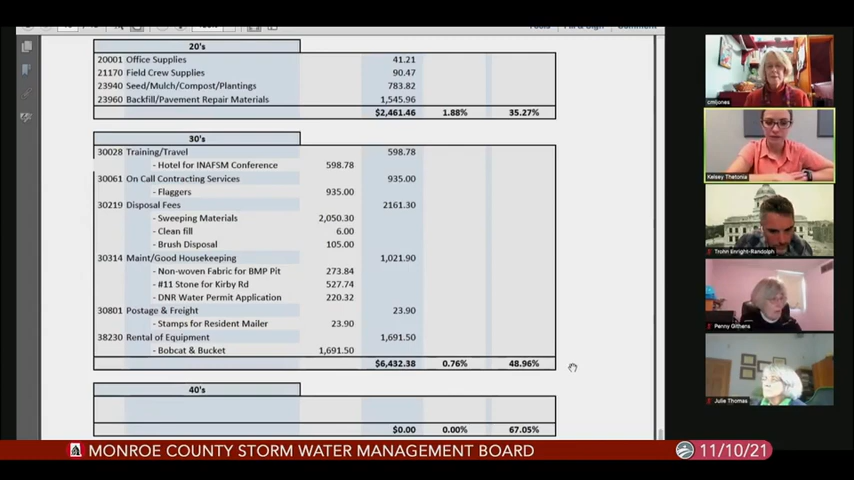 20's
20001 Office Supplies 41.21
21170 Field Crew Supplies 90.47
23940 Seed/Mulch/Compost/Plantings 783.82
23960 Backfill/Pavement Repair Materials 1,545.96
$2,461.46 1.88% 35.27%
30's
30028 Training/Travel 598.78
- Hotel for INAFSM Conference 598.78
30061 On Call Contracting Services 935.00
- Flaggers 935.00
30219 Disposal Fees 2161.30
- Sweeping Materials 2,050.30
- Clean fill 6.00
- Brush Disposal 105.00
30314 Maint/Good Housekeeping 1,021.90
- Non-woven Fabric for BMP Pit 273.84
- #11 Stone for Kirby Rd 527.74
- DNR Water Permit Application 220.32
30801 Postage & Freight 23.90
- Stamps for Resident Mailer 23.90
38230 Rental of Equipment 1,691.50
- Bobcat & Bucket 1,691.50
$6,432.38 0.76% 48.96%
40's
$0.00 0.00% 67.05%
cmljones
Kelsey Thetonia
Trohn Enright-Randolph
Penny Githens
Julie Thomas
MONROE COUNTY STORM WATER MANAGEMENT BOARD
11/10/21